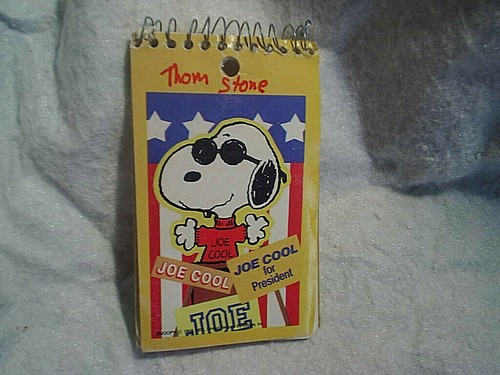 Thom Stone
JOE
COOL
JOE COOL
JOE COOL
for
President
JOE